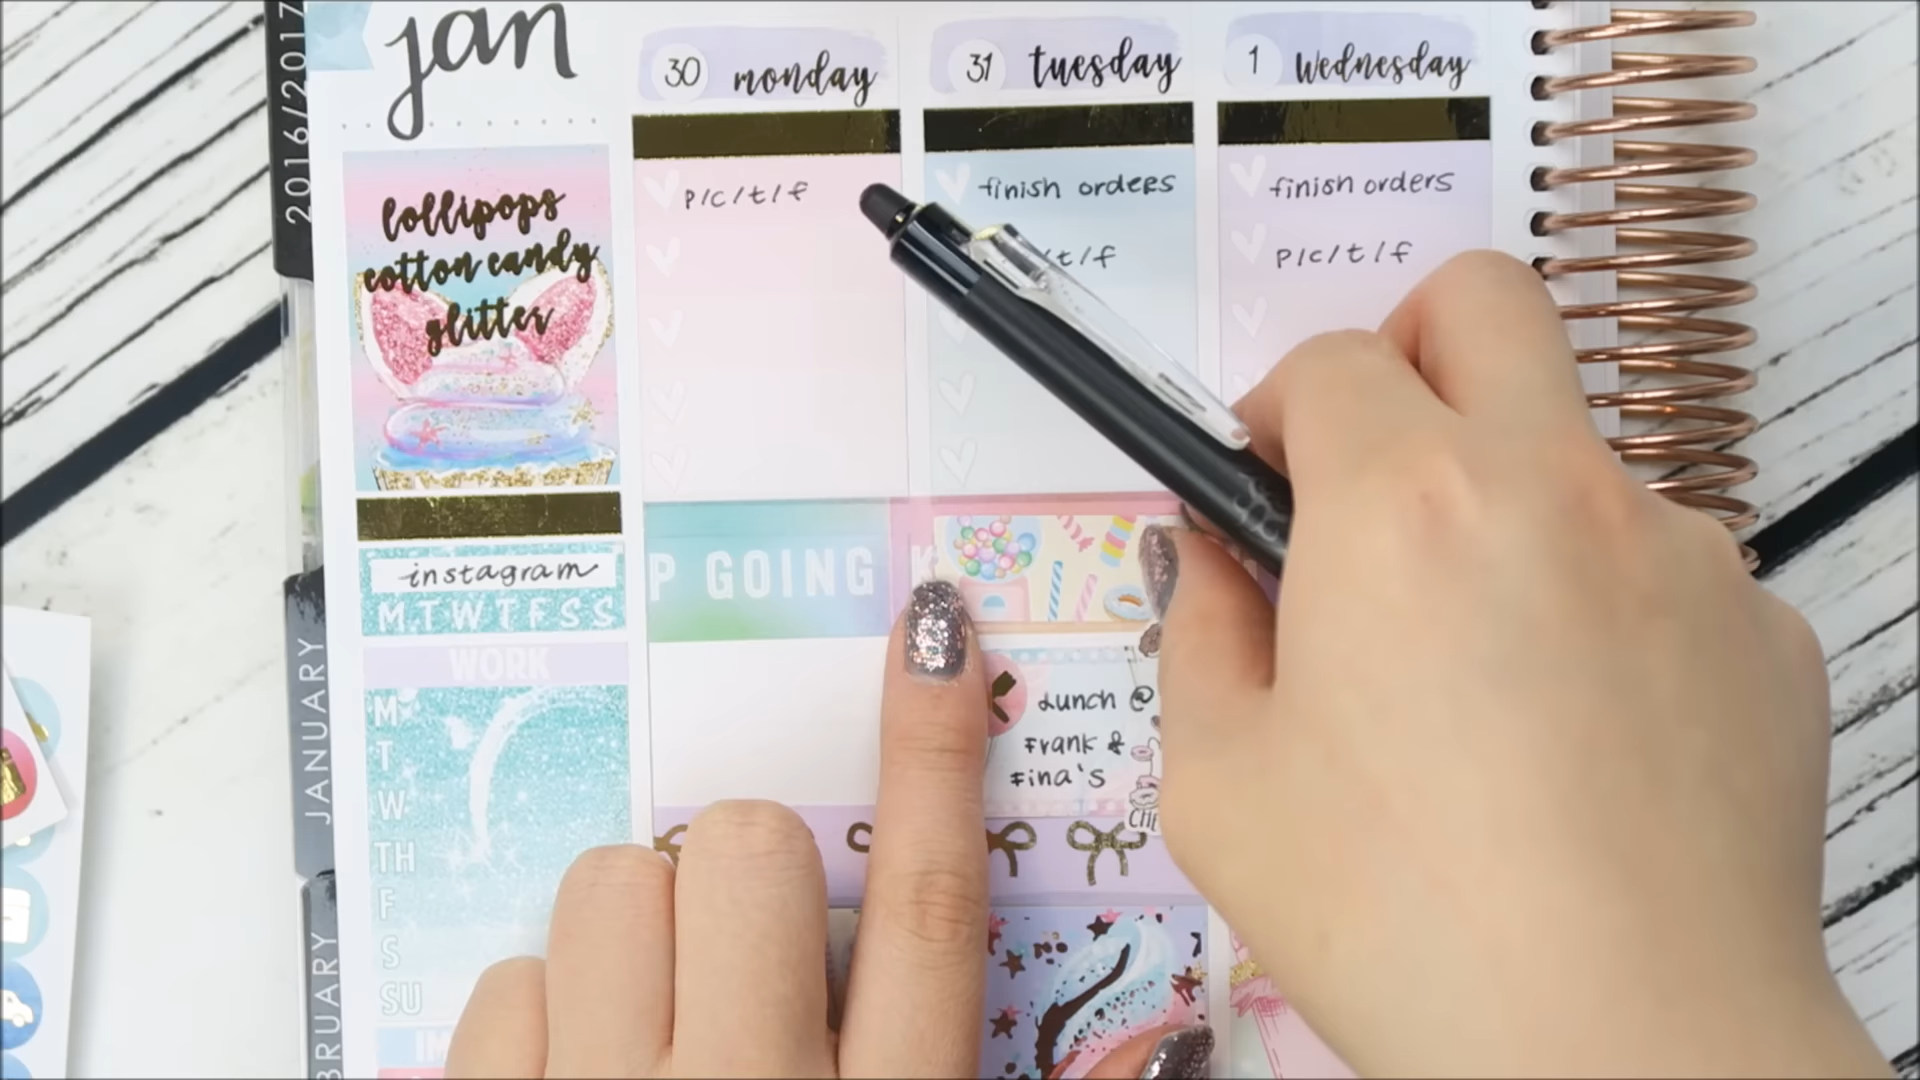 2016/2017
JANUARY
BRUARY
jan
30 monday
31 tuesday
1 Wednesday
lollipops
cotton candy
glitter
instagram
M T W T F S S
WORK
M
T
W
TH
F
S
SU
P/c/t/f
finish orders
/t/f
finish orders
P/c/t/f
P GOING
Lunch @
Frank &
Fina's